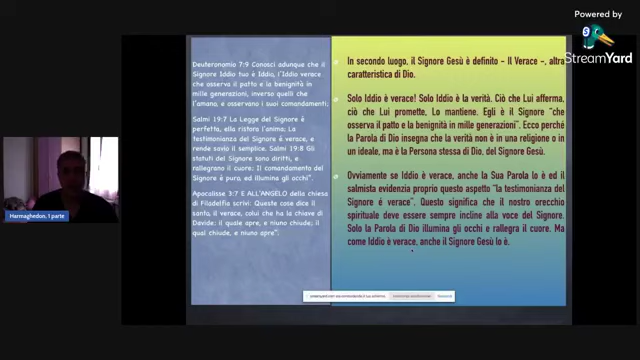 Powered by
StreamYard
Deuteronomio 7:9 Conosci adunque che il
Signore Iddio tuo è Iddio, l'Iddio verace
che osserva il patto e la benignità in
mille generazioni, inverso quelli che
l'amano, e osservano i suoi comandamenti;
Salmi 19:7 La Legge del Signore è
perfetta, ella ristora l'anima; La
testimonianza del Signore è verace, e
rende savio il semplice. Salmi 19:8 Gli
statuti del Signore sono diritti, e
rallegrano il cuore: Il comandamento del
Signore è puro, ed illumina gli occhi".
Apocalisse 3:7 E ALL'ANGELO della chiesa
di Filadelfia scrivi: Queste cose dice il
santo, il verace, colui che ha la chiave di
Davide: il quale apre, e niuno chiude; il
qual chiude, e niuno apre".
In secondo luogo, il Signore Gesù è definito - Il Verace -, altra
caratteristica di Dio.
Solo Iddio è verace! Solo Iddio è la verità. Ciò che Lui afferma,
ciò che Lui promette, Lo mantiene. Egli è il Signore "che
osserva il patto e la benignità in mille generazioni". Ecco perché
la Parola di Dio insegna che la verità non è in una religione o in
un ideale, ma è la Persona stessa di Dio, del Signore Gesù.
Ovviamente se Iddio è verace, anche la Sua Parola lo è ed il
salmista evidenzia proprio questo aspetto "la testimonianza del
Signore é verace". Questo significa che il nostro orecchio
spirituale deve essere sempre incline alla voce del Signore.
Solo la Parola di Dio illumina gli occhi e rallegra il cuore. Ma
come Iddio è verace, anche il Signore Gesù lo è.
Harmaghedon, 1 parte